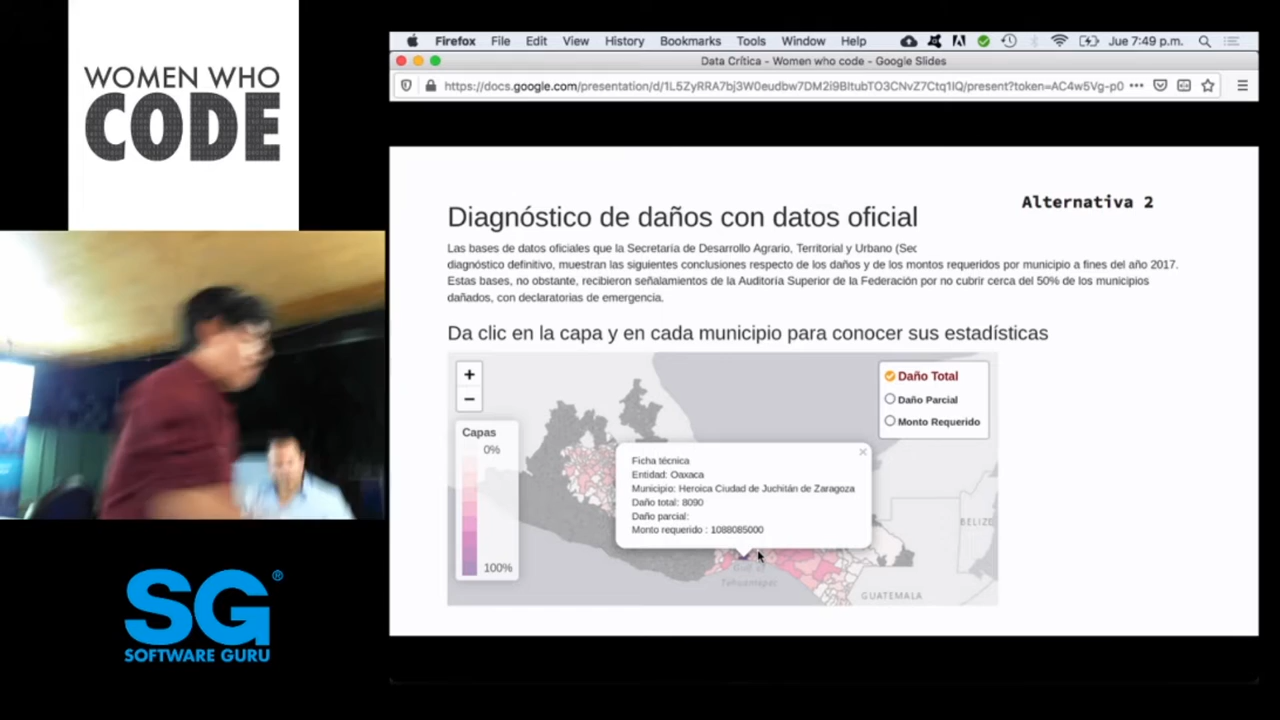 WOMEN WHO
CODE
Firefox File Edit View History Bookmarks Tools Window Help Jue 7:49 p.m.
Data Crítica - Women who code - Google Slides
https://docs.google.com/presentation/d/1L5ZyRRA7bj3W0eudbw7DM2i9BltubTO3CNvZ7Ctq1IQ/present?token=AC4w5Vg-p0
Alternativa 2
Diagnóstico de daños con datos oficial
Las bases de datos oficiales que la Secretaría de Desarrollo Agrario, Territorial y Urbano (Sec
diagnóstico definitivo, muestran las siguientes conclusiones respecto de los daños y de los montos requeridos por municipio a fines del año 2017.
Estas bases, no obstante, recibieron señalamientos de la Auditoría Superior de la Federación por no cubrir cerca del 50% de los municipios
dañados, con declaratorias de emergencia.
Da clic en la capa y en cada municipio para conocer sus estadísticas
+
−
Daño Total
Daño Parcial
Monto Requerido
Capas
0%
100%
Ficha técnica
Entidad: Oaxaca
Municipio: Heroica Ciudad de Juchitán de Zaragoza
Daño total: 8090
Daño parcial:
Monto requerido : 1088085000
BELIZE
Gulf of
Tehuantepec
GUATEMALA
SG®
SOFTWARE GURU